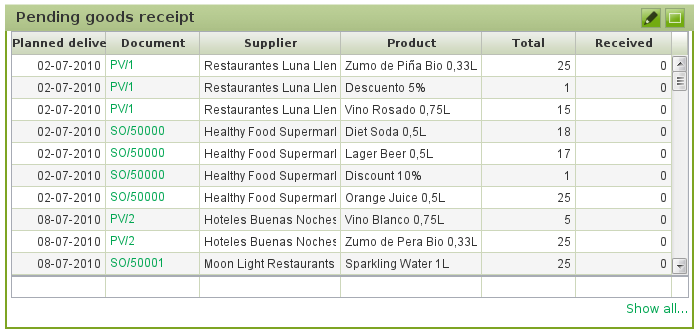 Pending goods receipt
Planned delive Document Supplier Product Total Received
02-07-2010 PV/1 Restaurantes Luna Llen Zumo de Piña Bio 0,33L 25 0
02-07-2010 PV/1 Restaurantes Luna Llen Descuento 5% 1 0
02-07-2010 PV/1 Restaurantes Luna Llen Vino Rosado 0,75L 15 0
02-07-2010 SO/50000 Healthy Food Supermarl Diet Soda 0,5L 18 0
02-07-2010 SO/50000 Healthy Food Supermarl Lager Beer 0,5L 17 0
02-07-2010 SO/50000 Healthy Food Supermarl Discount 10% 1 0
02-07-2010 SO/50000 Healthy Food Supermarl Orange Juice 0,5L 25 0
08-07-2010 PV/2 Hoteles Buenas Noches Vino Blanco 0,75L 5 0
08-07-2010 PV/2 Hoteles Buenas Noches Zumo de Pera Bio 0,33L 25 0
08-07-2010 SO/50001 Moon Light Restaurants Sparkling Water 1L 25 0
Show all...